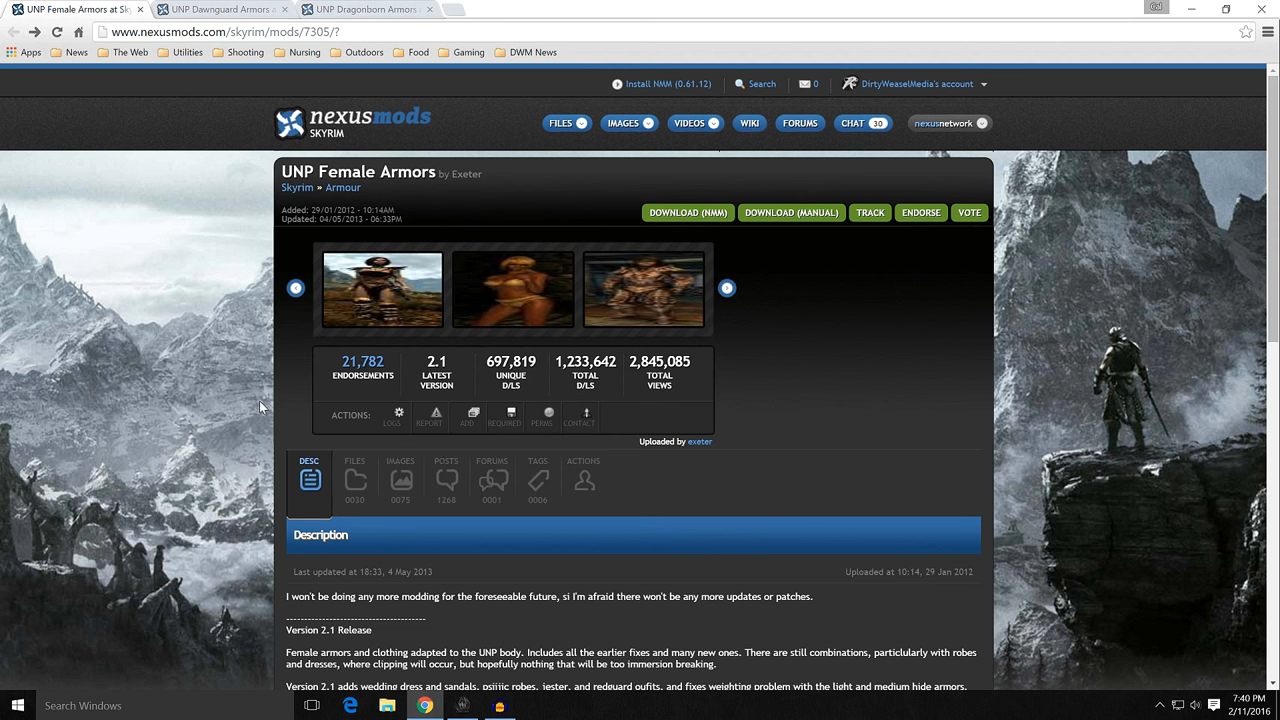 UNP Female Armors at Sk
UNP Dawnguard Armors a
UNP Dragonborn Armors
Gal
www.nexusmods.com/skyrim/mods/7305/?
Apps News The Web Utilities Shooting Nursing Outdoors Food Gaming DWM News
Install NMM (0.61.12) Search 0 DirtyWeaselMedia's account
nexusmods
SKYRIM
FILES IMAGES VIDEOS WIKI FORUMS CHAT 30 nexusnetwork
UNP Female Armors by Exeter
Skyrim » Armour
Added: 29/01/2012 - 10:14AM
Updated: 04/05/2013 - 06:33PM
DOWNLOAD (NMM) DOWNLOAD (MANUAL) TRACK ENDORSE VOTE
21,782 2.1 697,819 1,233,642 2,845,085
ENDORSEMENTS LATEST UNIQUE TOTAL TOTAL
VERSION D/LS D/LS VIEWS
ACTIONS: LOGS REPORT ADD REQUIRED PERMS CONTACT
Uploaded by exeter
DESC FILES IMAGES POSTS FORUMS TAGS ACTIONS
0030 0075 1268 0001 0006
Description
Last updated at 18:33, 4 May 2013 Uploaded at 10:14, 29 Jan 2012
I won't be doing any more modding for the foreseeable future, si I'm afraid there won't be any more updates or patches.
-------------------------------------
Version 2.1 Release
Female armors and clothing adapted to the UNP body. Includes all the earlier fixes and many new ones. There are still combinations, particlularly with robes
and dresses, where clipping will occur, but hopefully nothing that will be too immersion breaking.
Version 2.1 adds wedding dress and sandals, psijiic robes, jester, and redguard oufits, and fixes weighting problem with the light and medium hide armors.
Search Windows
7:40 PM
2/11/2016